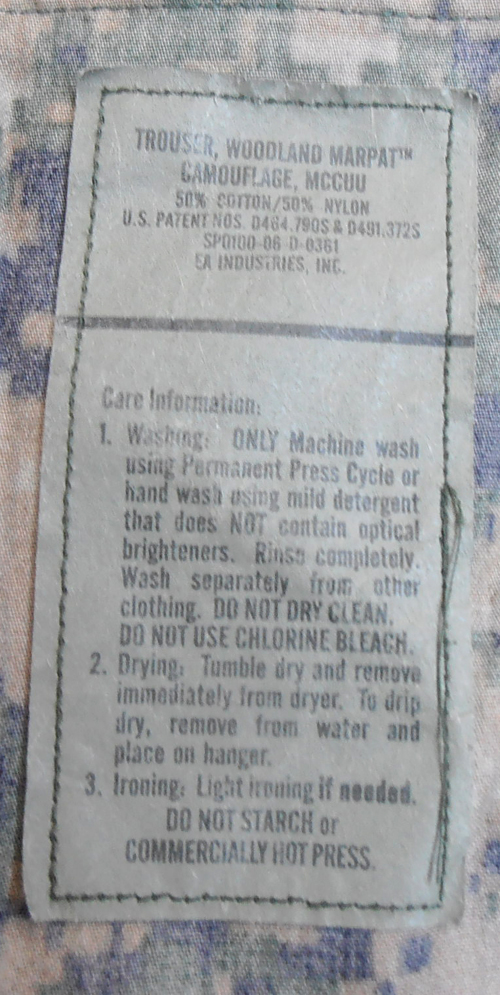 TROUSER, WOODLAND MARPAT™
CAMOUFLAGE, MCCUU
50% COTTON/50% NYLON
U.S. PATENT NOS. D464.790S & D491.372S
SPO100-06-D-0361
EA INDUSTRIES, INC.
Care Information:
1. Washing: ONLY Machine wash
using Permanent Press Cycle or
hand wash using mild detergent
that does NOT contain optical
brighteners. Rinse completely.
Wash separately from other
clothing. DO NOT DRY CLEAN.
DO NOT USE CHLORINE BLEACH.
2. Drying: Tumble dry and remove
immediately from dryer. To drip
dry, remove from water and
place on hanger.
3. Ironing: Light ironing if needed.
DO NOT STARCH or
COMMERCIALLY HOT PRESS.